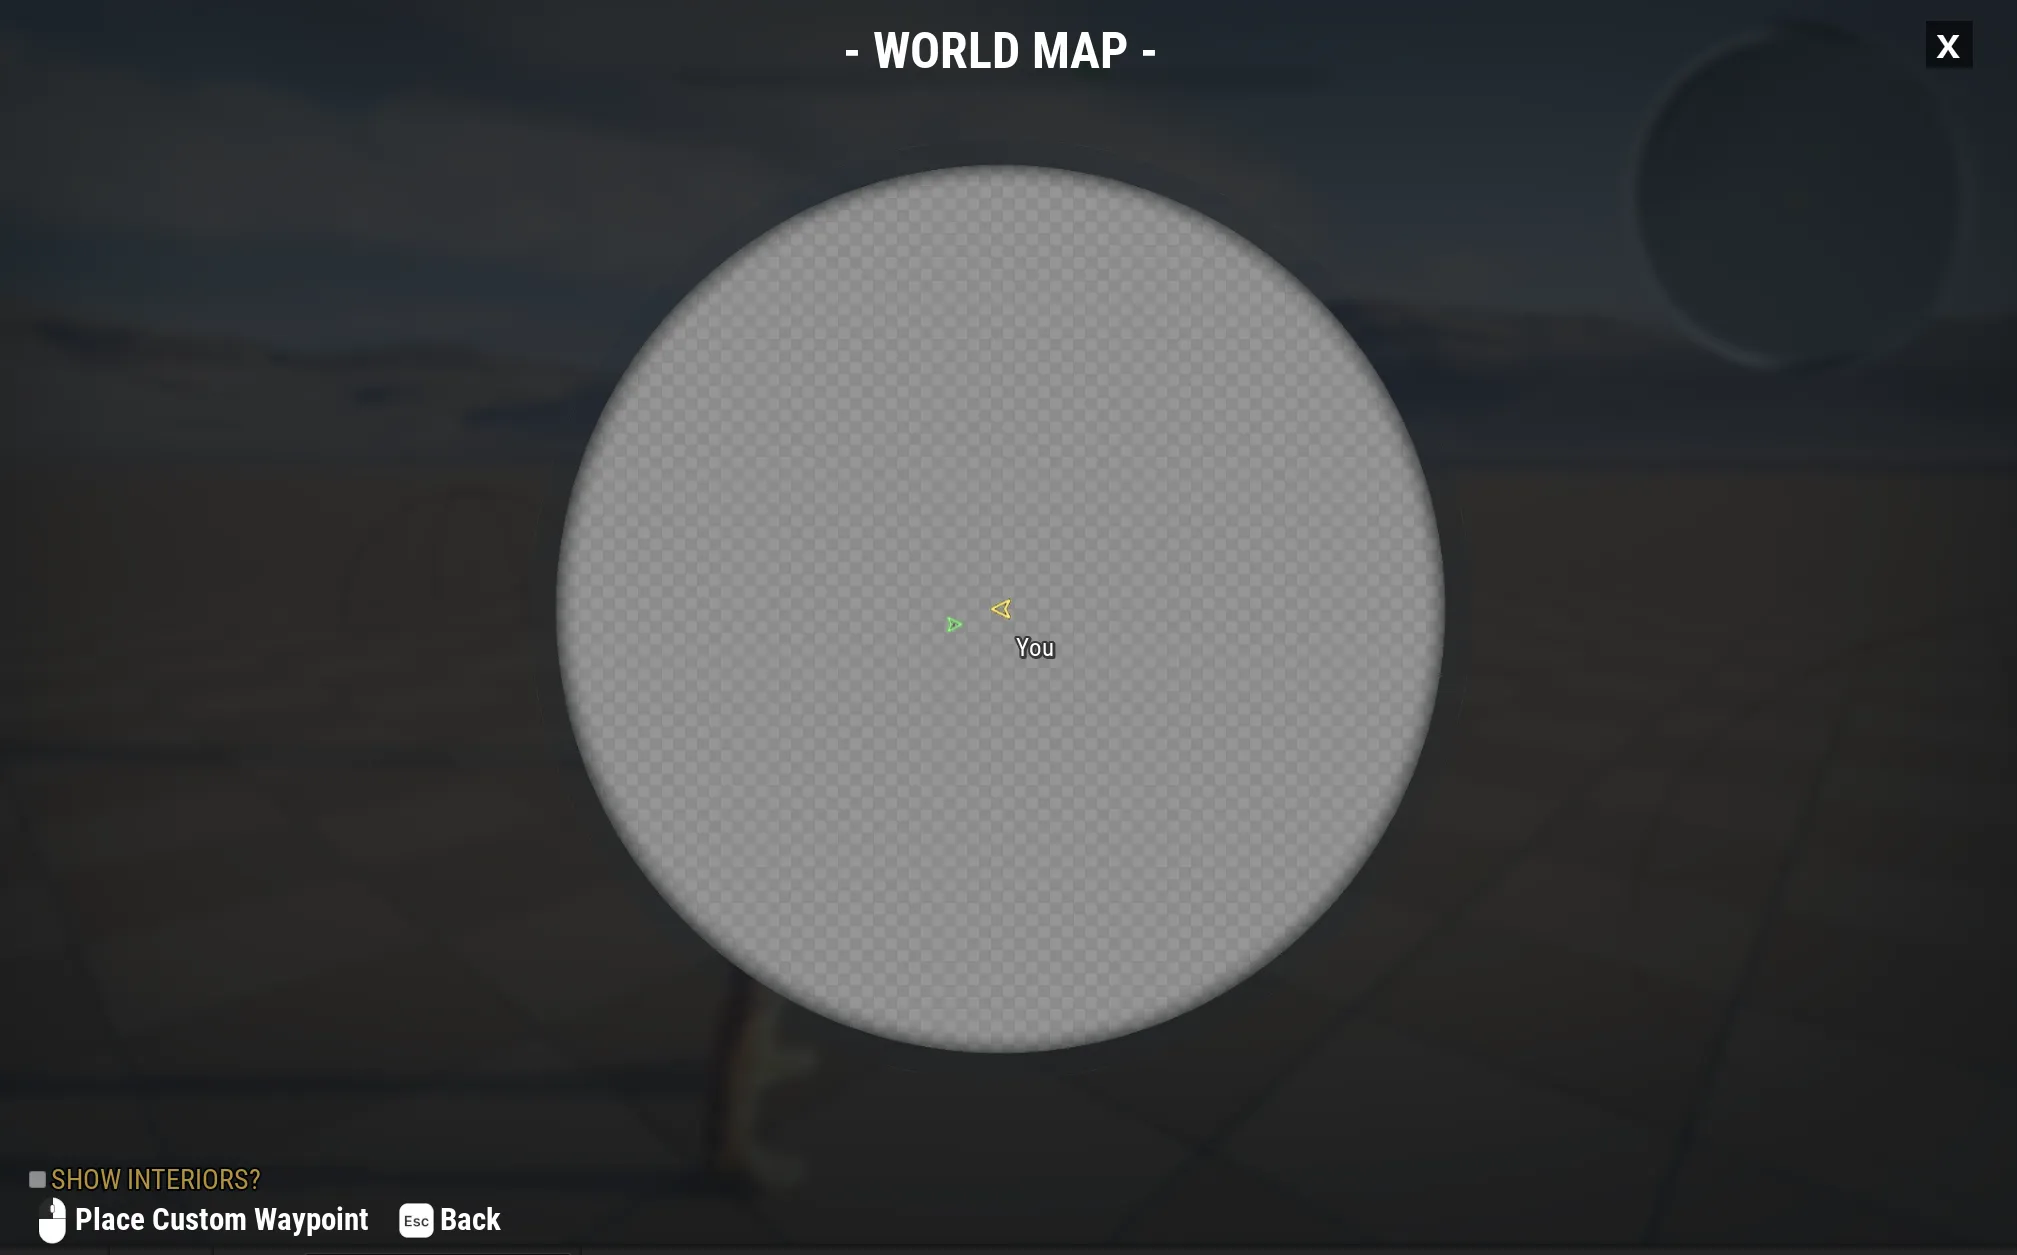 - WORLD MAP -
X
You
SHOW INTERIORS?
Place Custom Waypoint Esc Back